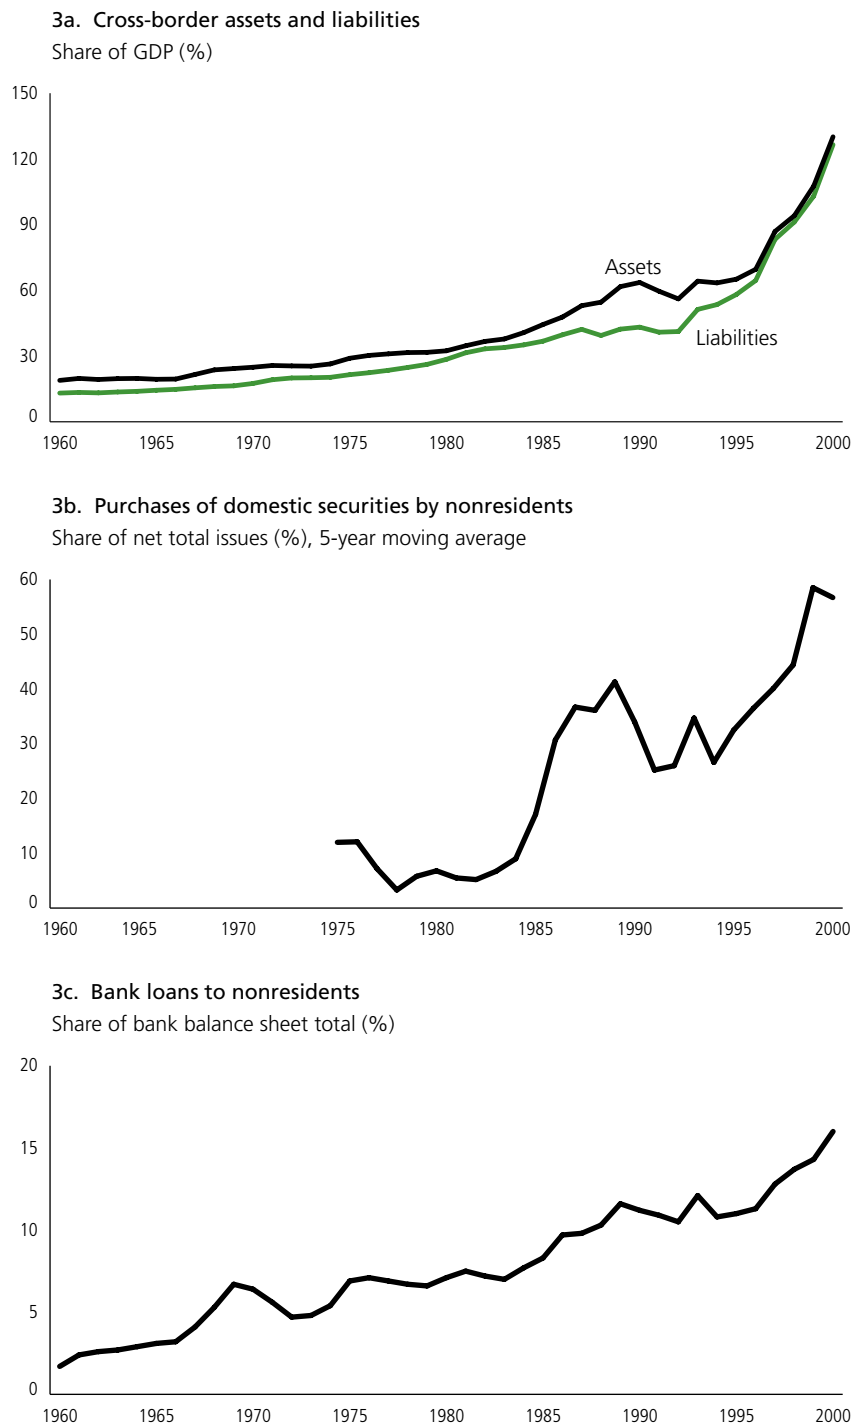 3a. Cross-border assets and liabilities
Share of GDP (%)
150
120
90
60
30
0
Assets
Liabilities
1960 1965 1970 1975 1980 1985 1990 1995 2000
3b. Purchases of domestic securities by nonresidents
Share of net total issues (%), 5-year moving average
60
50
40
30
20
10
0
1960 1965 1970 1975 1980 1985 1990 1995 2000
3c. Bank loans to nonresidents
Share of bank balance sheet total (%)
20
15
10
5
0
1960 1965 1970 1975 1980 1985 1990 1995 2000